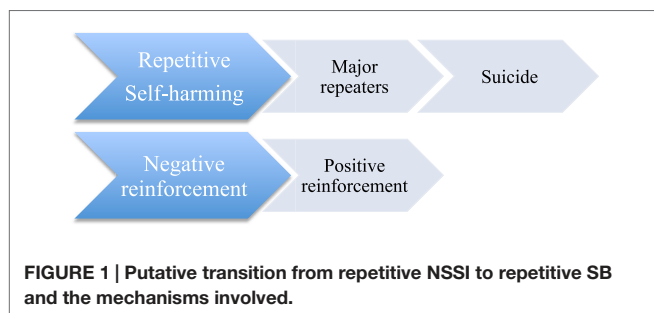 Repetitive
Self-harming
Major
repeaters
Suicide
Negative
reinforcement
Positive
reinforcement
FIGURE 1 | Putative transition from repetitive NSSI to repetitive SB
and the mechanisms involved.